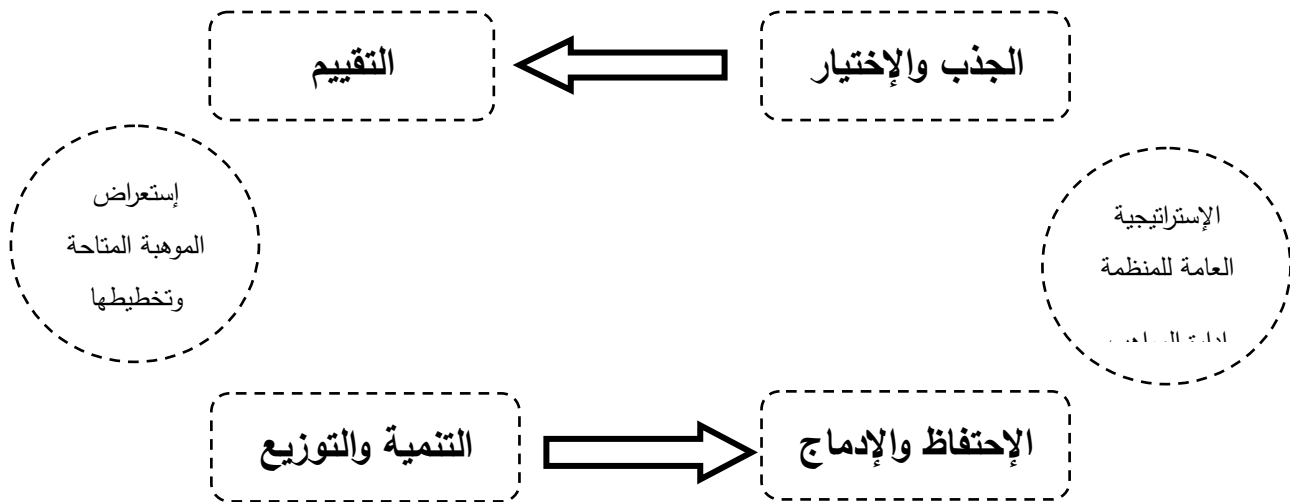 الجذب والإختيار
التقييم
الإستراتيجية
العامة للمنظمة
إستعراض
الموهبة المتاحة
وتخطيطها
الإحتفاظ والإدماج
التنمية والتوزيع